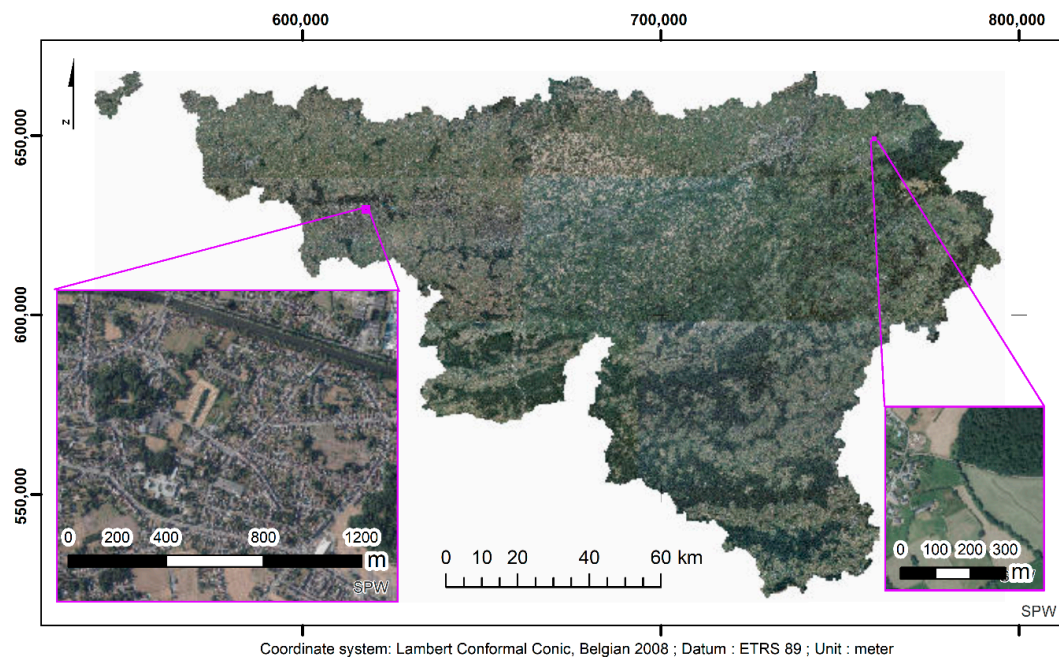 600,000 700,000 800,000
z
650,000
600,000
550,000
0 200 400 800 1200
m
SPW
0 10 20 40 60 km
0 100 200 300
m
SPW
Coordinate system: Lambert Conformal Conic, Belgian 2008 ; Datum : ETRS 89 ; Unit : meter